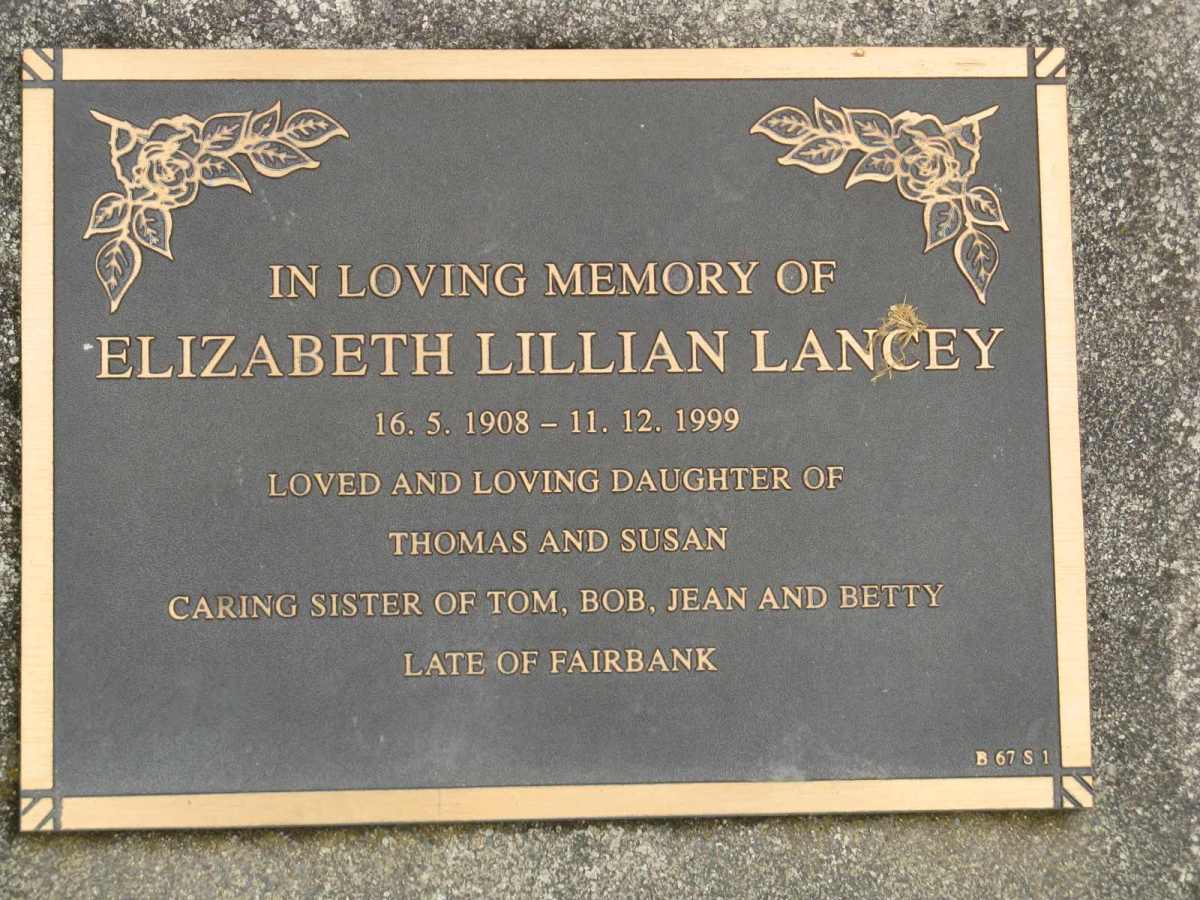 IN LOVING MEMORY OF
ELIZABETH LILLIAN LANCEY
16. 5. 1908 – 11. 12. 1999
LOVED AND LOVING DAUGHTER OF
THOMAS AND SUSAN
CARING SISTER OF TOM, BOB, JEAN AND BETTY
LATE OF FAIRBANK
B 67 S 1